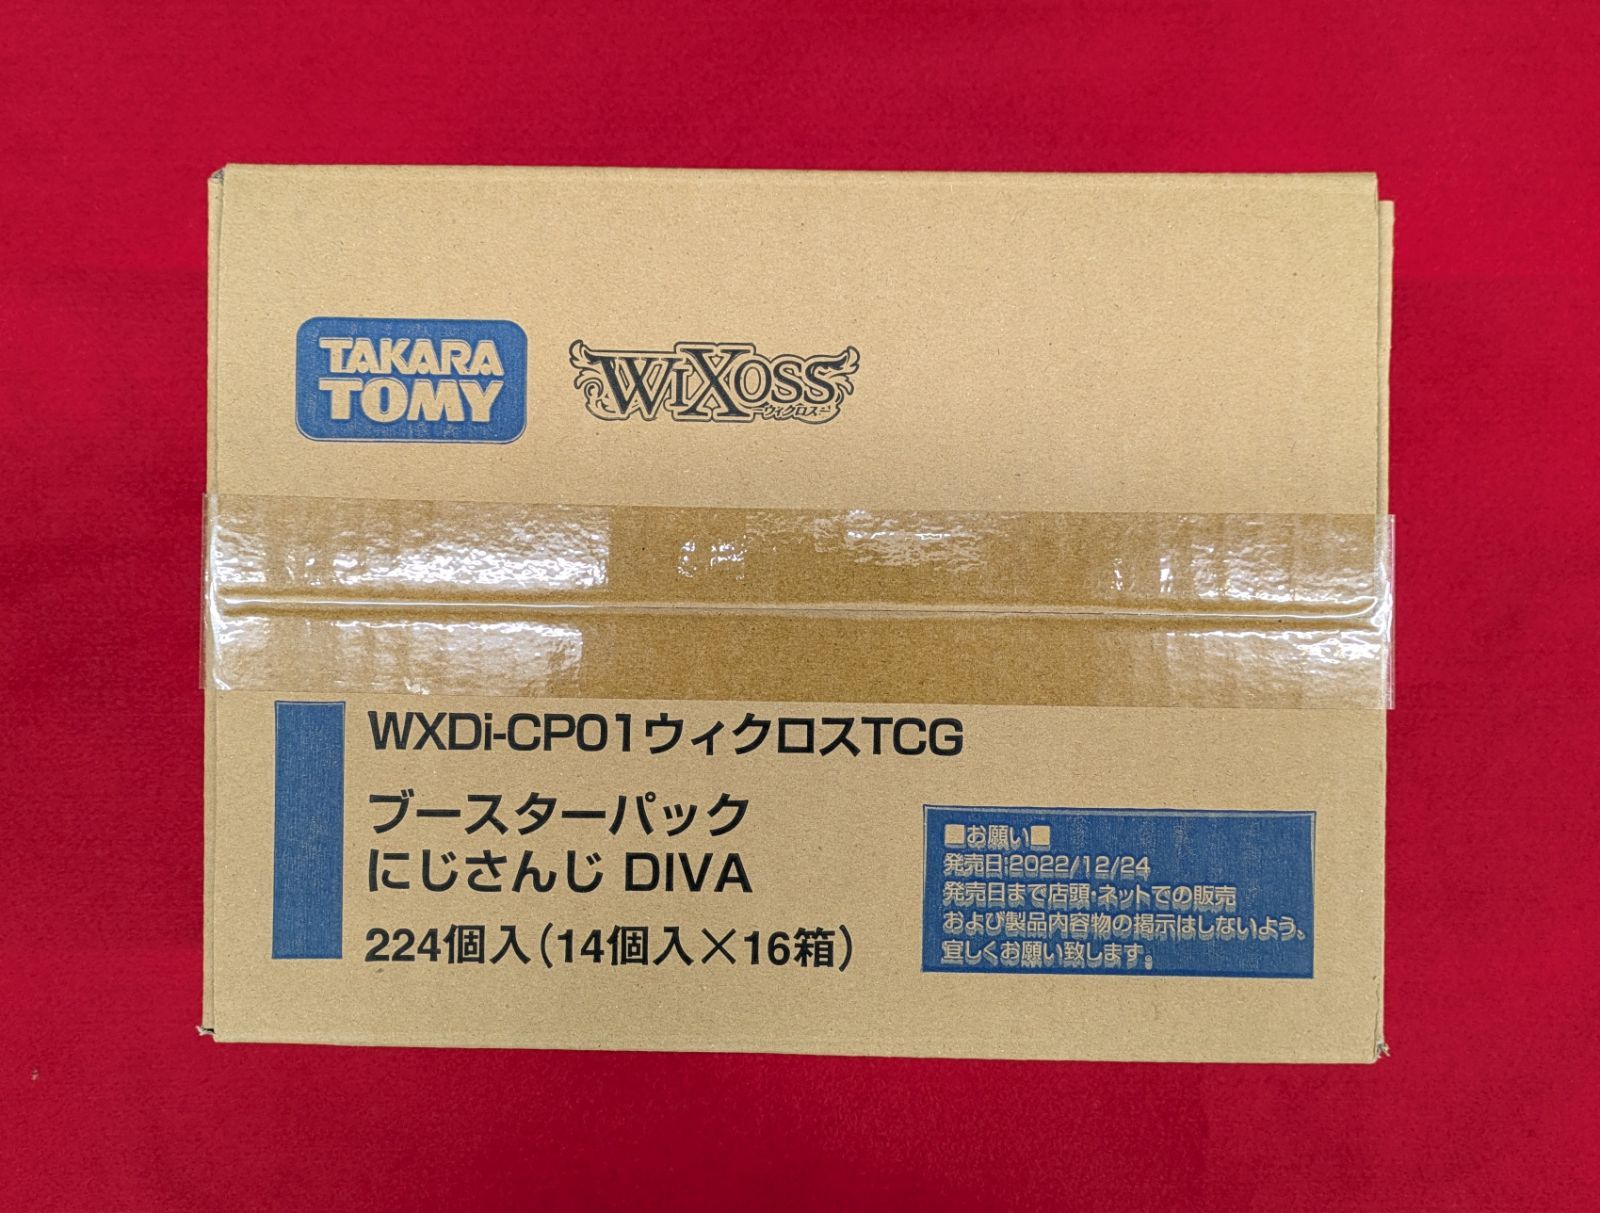 TAKARA
TOMY
WIXOSS
ウィクロス
WXDi-CP01ウィクロスTCG
ブースターパック
にじさんじ DIVA
224個入(14個入×16箱)
■お願い■
発売日:2022/12/24
発売日まで店頭・ネットでの販売
および製品内容物の掲示はしないよう、
宜しくお願い致します。